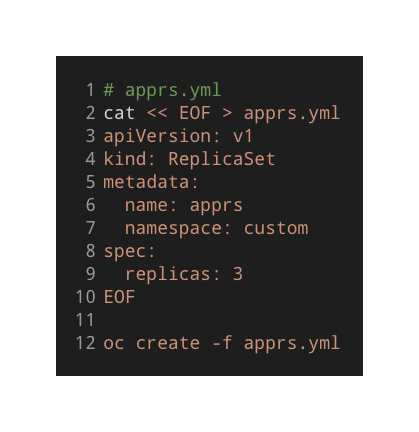 1 # apprs.yml
2 cat << EOF > apprs.yml
3 apiVersion: v1
4 kind: ReplicaSet
5 metadata:
6   name: apprs
7   namespace: custom
8 spec:
9   replicas: 3
10 EOF
11
12 oc create -f apprs.yml